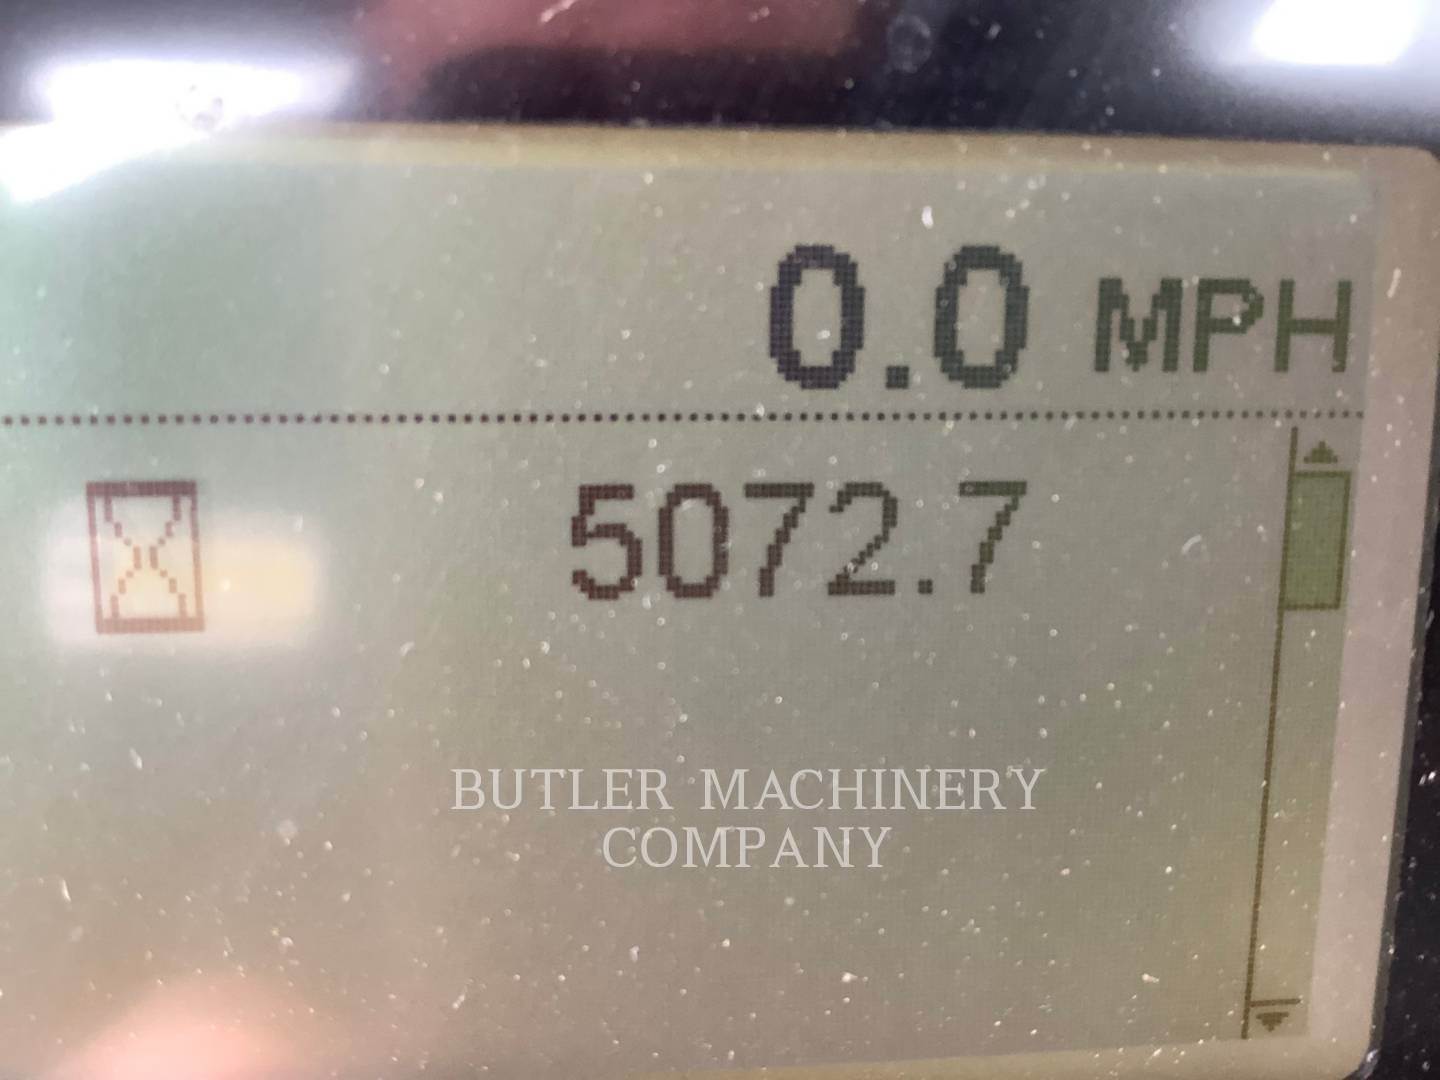 0.0 MPH
5072.7
BUTLER MACHINERY
COMPANY